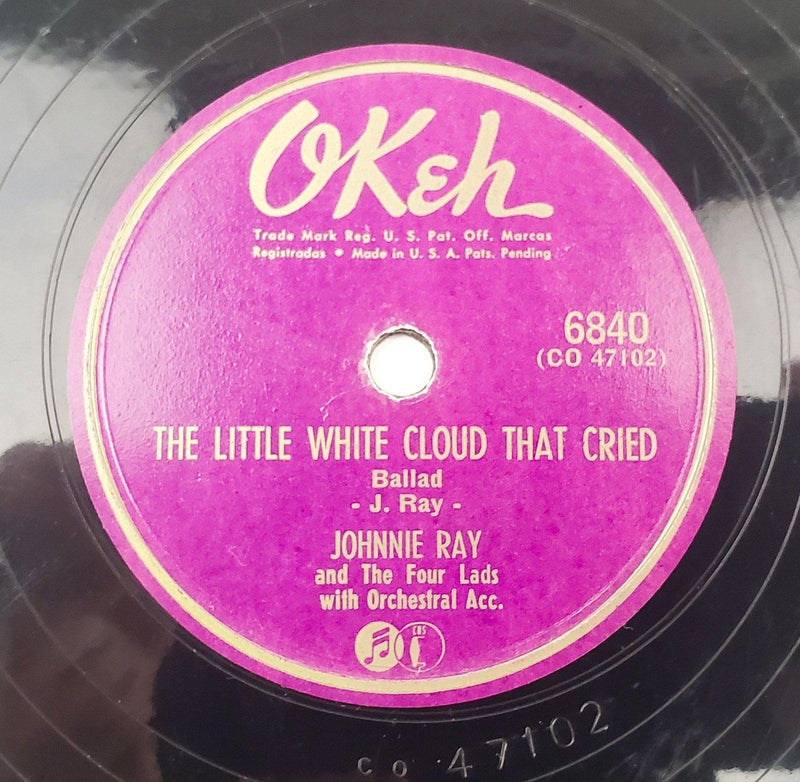 OKeh
Trade Mark Reg. U. S. Pat. Off. Marcas
Registradas • Made in U. S. A. Pats. Pending
6840
(CO 47102)
THE LITTLE WHITE CLOUD THAT CRIED
Ballad
- J. Ray -
JOHNNIE RAY
and The Four Lads
with Orchestral Acc.
CBS
CO 47102